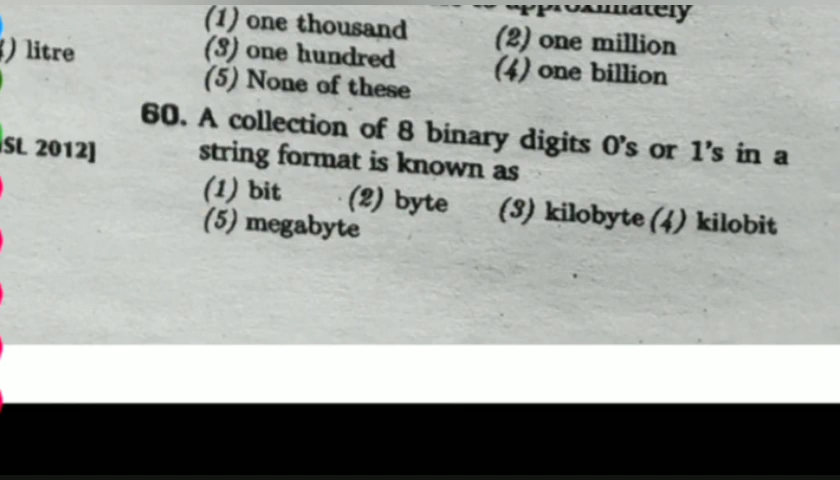 approximately
(1) one thousand (2) one million
) litre (3) one hundred (4) one billion
(5) None of these
60. A collection of 8 binary digits 0's or 1's in a
SL 2012] string format is known as
(1) bit (2) byte (3) kilobyte (4) kilobit
(5) megabyte